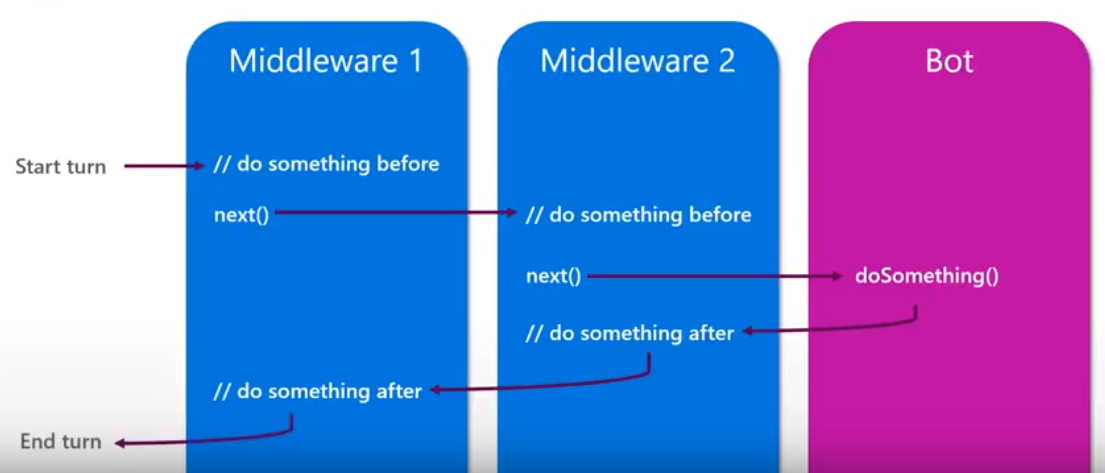 Middleware 1
Middleware 2
Bot
Start turn
// do something before
next()
// do something before
next()
doSomething()
// do something after
// do something after
End turn